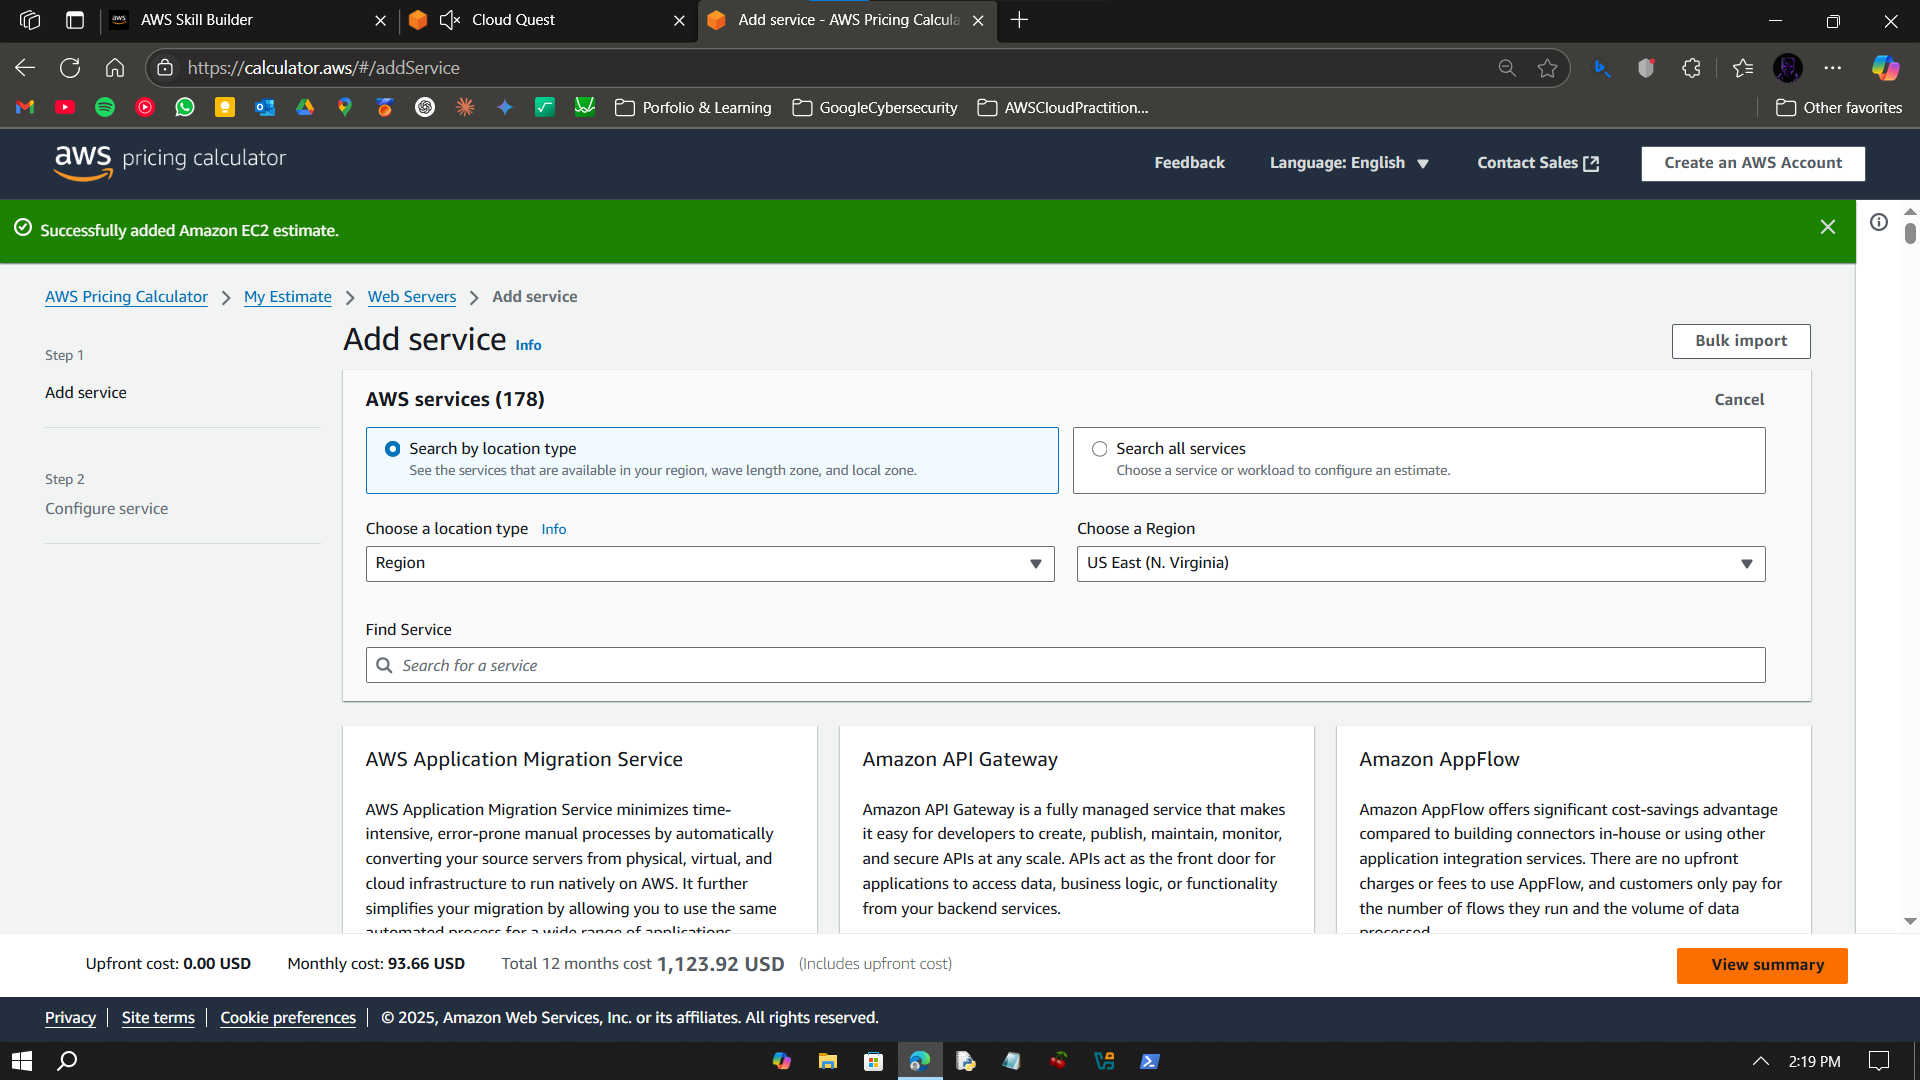 AWS Skill Builder
Cloud Quest
Add service - AWS Pricing Calcula
https://calculator.aws/#/addService
Porfolio & Learning
GoogleCybersecurity
AWSCloudPractition...
Other favorites
aws pricing calculator
Feedback
Language: English
Contact Sales
Create an AWS Account
Successfully added Amazon EC2 estimate.
AWS Pricing Calculator
My Estimate
Web Servers
Add service
Step 1
Add service
Step 2
Configure service
Add service Info
Bulk import
AWS services (178)
Cancel
Search by location type
See the services that are available in your region, wave length zone, and local zone.
Search all services
Choose a service or workload to configure an estimate.
Choose a location type Info
Region
Choose a Region
US East (N. Virginia)
Find Service
Search for a service
AWS Application Migration Service
AWS Application Migration Service minimizes time-
intensive, error-prone manual processes by automatically
converting your source servers from physical, virtual, and
cloud infrastructure to run natively on AWS. It further
simplifies your migration by allowing you to use the same
automated process for a wide range of applications
Amazon API Gateway
Amazon API Gateway is a fully managed service that makes
it easy for developers to create, publish, maintain, monitor,
and secure APIs at any scale. APIs act as the front door for
applications to access data, business logic, or functionality
from your backend services.
Amazon AppFlow
Amazon AppFlow offers significant cost-savings advantage
compared to building connectors in-house or using other
application integration services. There are no upfront
charges or fees to use AppFlow, and customers only pay for
the number of flows they run and the volume of data
processed
Upfront cost: 0.00 USD
Monthly cost: 93.66 USD
Total 12 months cost 1,123.92 USD (Includes upfront cost)
View summary
Privacy
Site terms
Cookie preferences
© 2025, Amazon Web Services, Inc. or its affiliates. All rights reserved.
2:19 PM